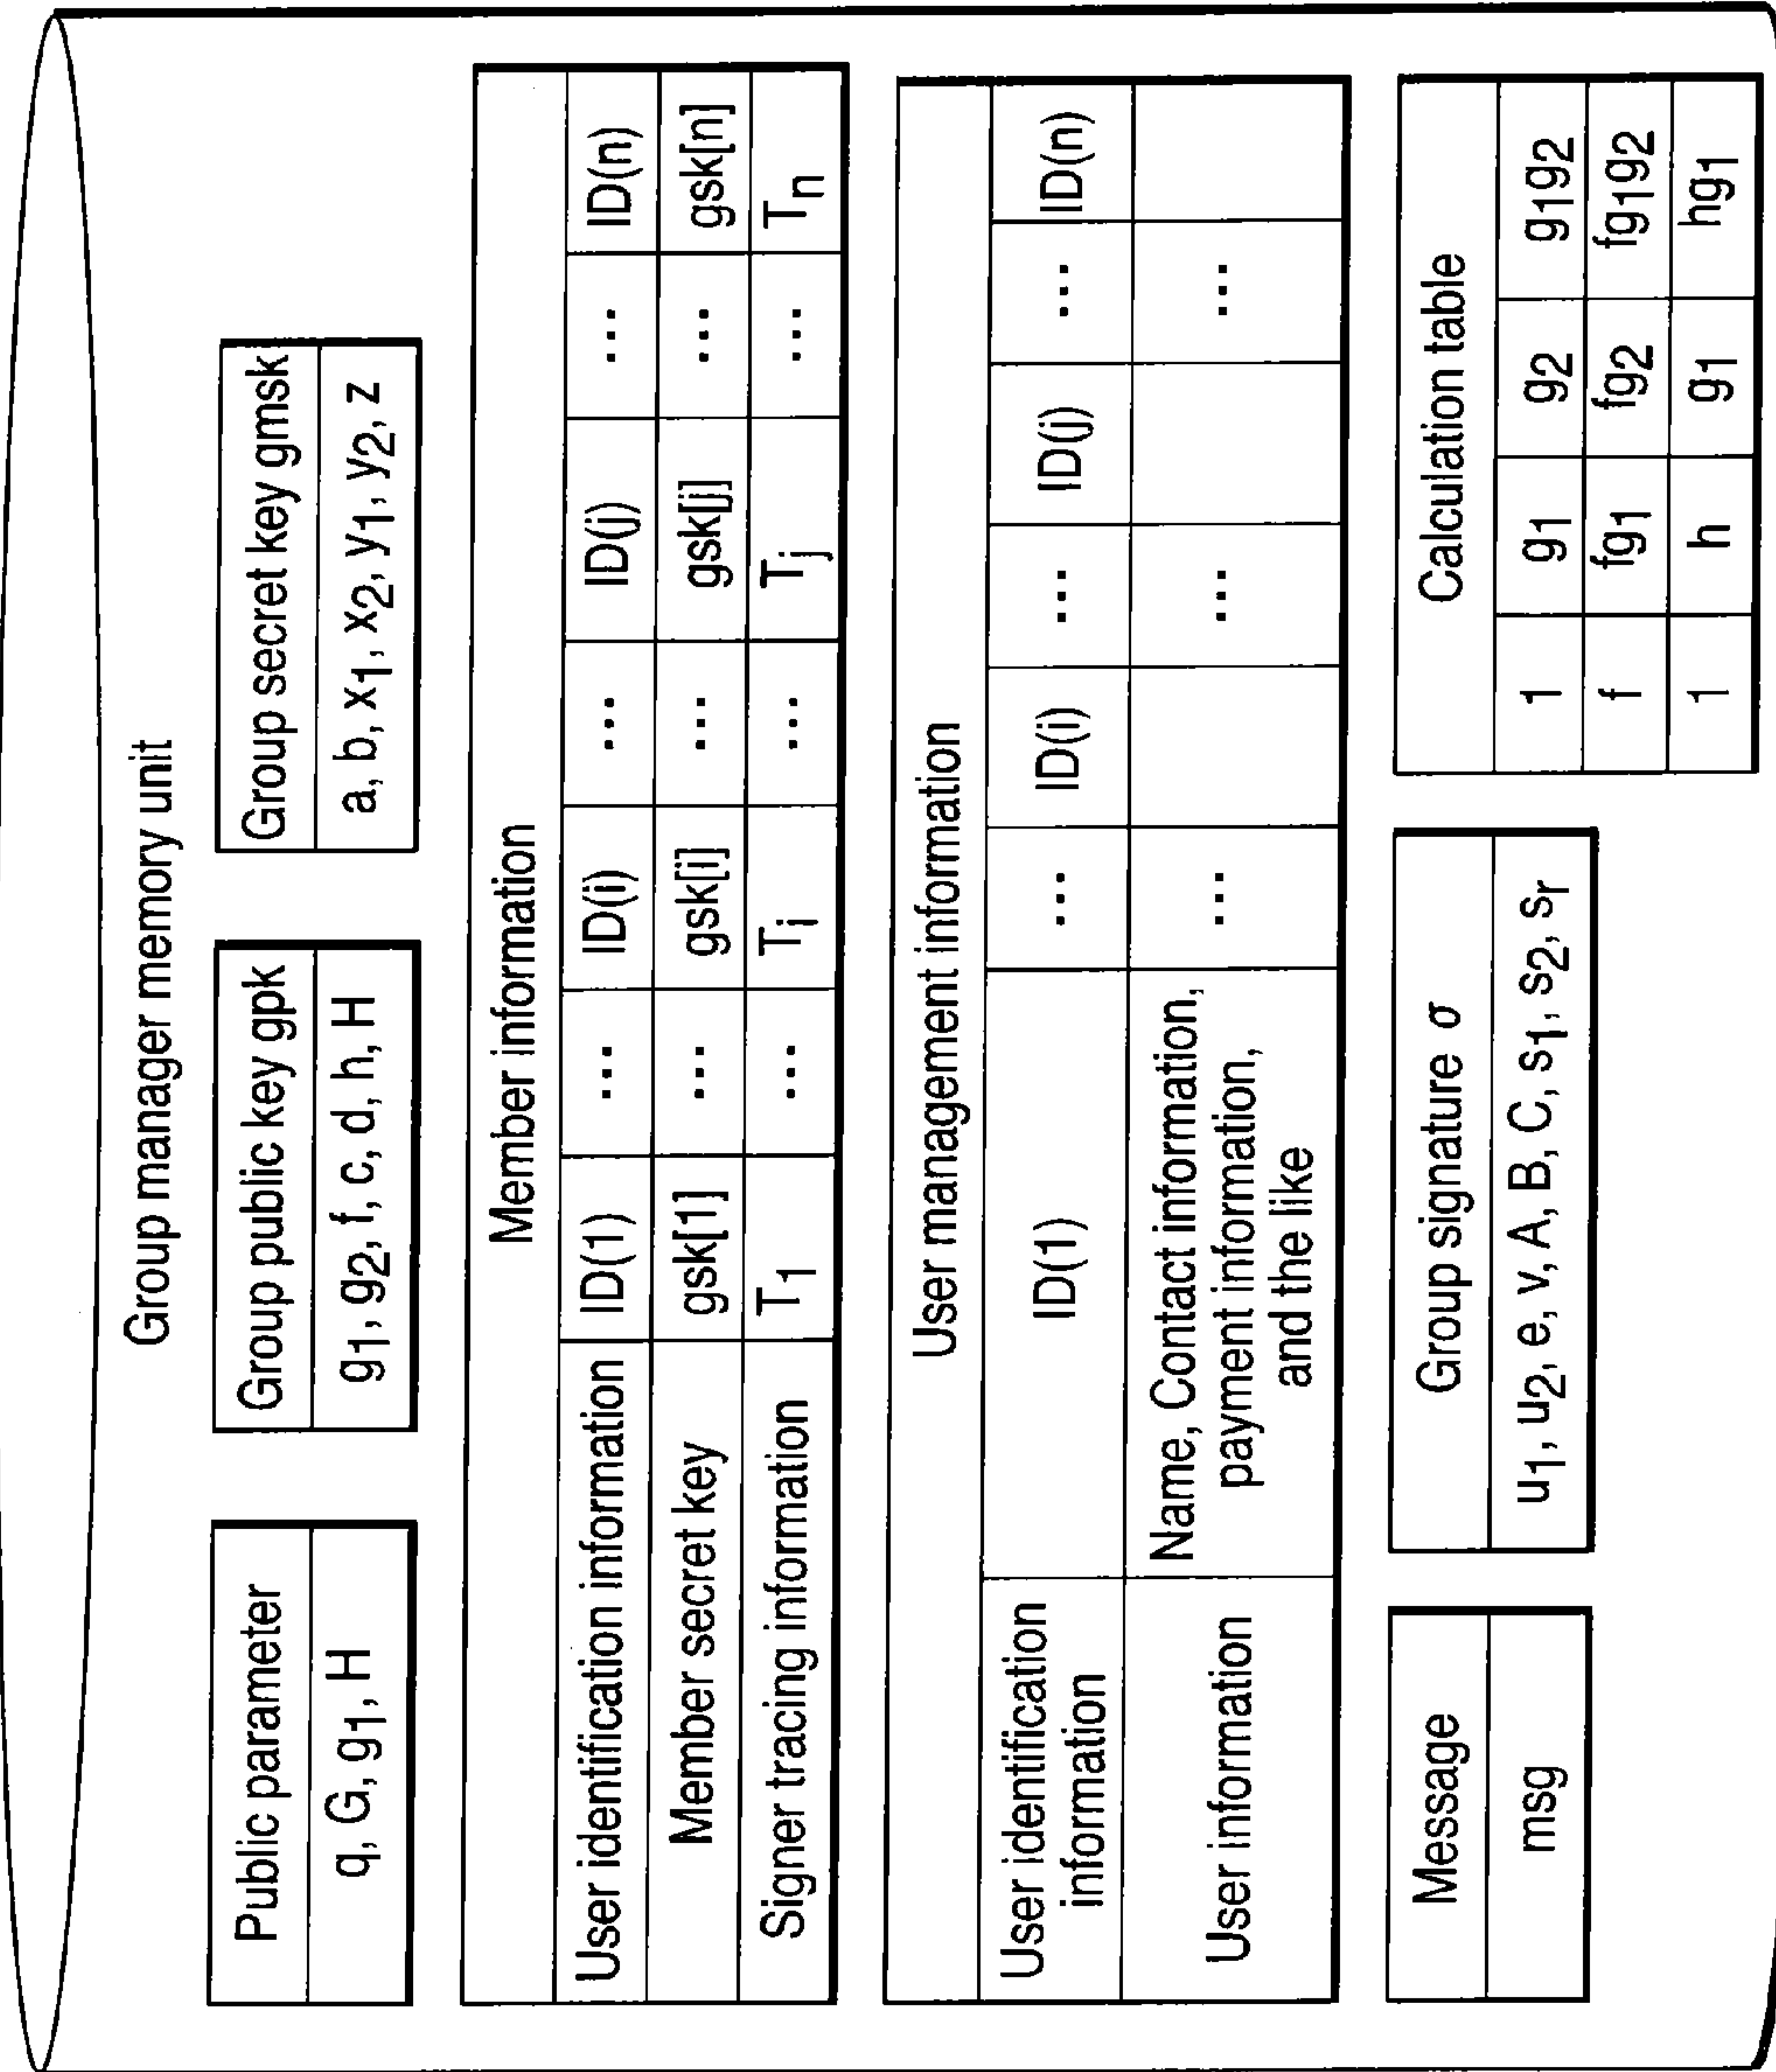 Group manager memory unit
Public parameter
q, G, g1, H
Group public key gpk
g1, g2, f, c, d, h, H
Group secret key gmsk
a, b, x1, x2, y1, y2, z
Member information
User identification information ID(1) ... ID(i) ... ID(j) ... ID(n)
Member secret key gsk[1] ... gsk[i] ... gsk[j] ... gsk[n]
Signer tracing information T1 ... Ti ... Tj ... Tn
User management information
User identification
information
ID(1) ... ID(i) ... ID(j) ... ID(n)
User information
Name, Contact information,
payment information,
and the like
... ... ...
Message
msg
Group signature σ
u1, u2, e, v, A, B, C, s1, s2, sr
Calculation table
1 g1 g2 g1g2
f fg1 fg2 fg1g2
1 h g1 hg1